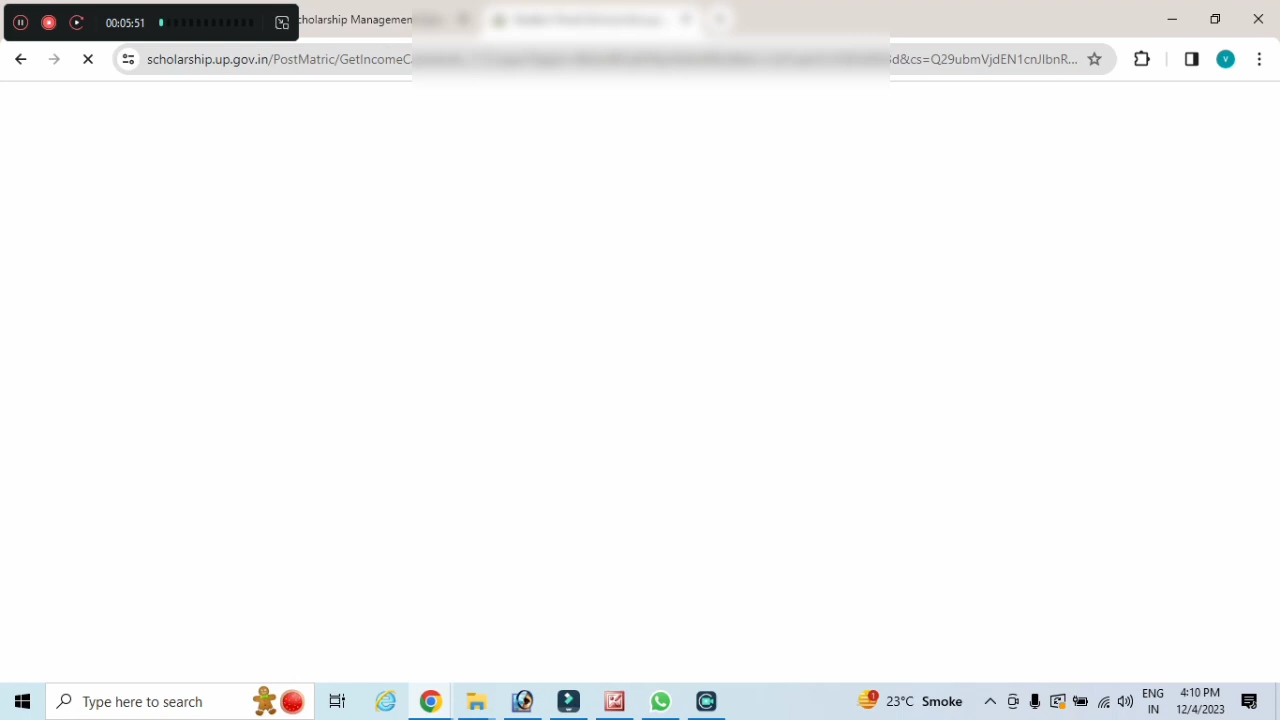 00:05:51
cholarship Managemen
scholarship.up.gov.in/PostMatric/GetIncomeC
d&cs=Q29ubmVjdEN1cnJlbnR...
V
Type here to search
1
23°C Smoke
ENG
IN
4:10 PM
12/4/2023